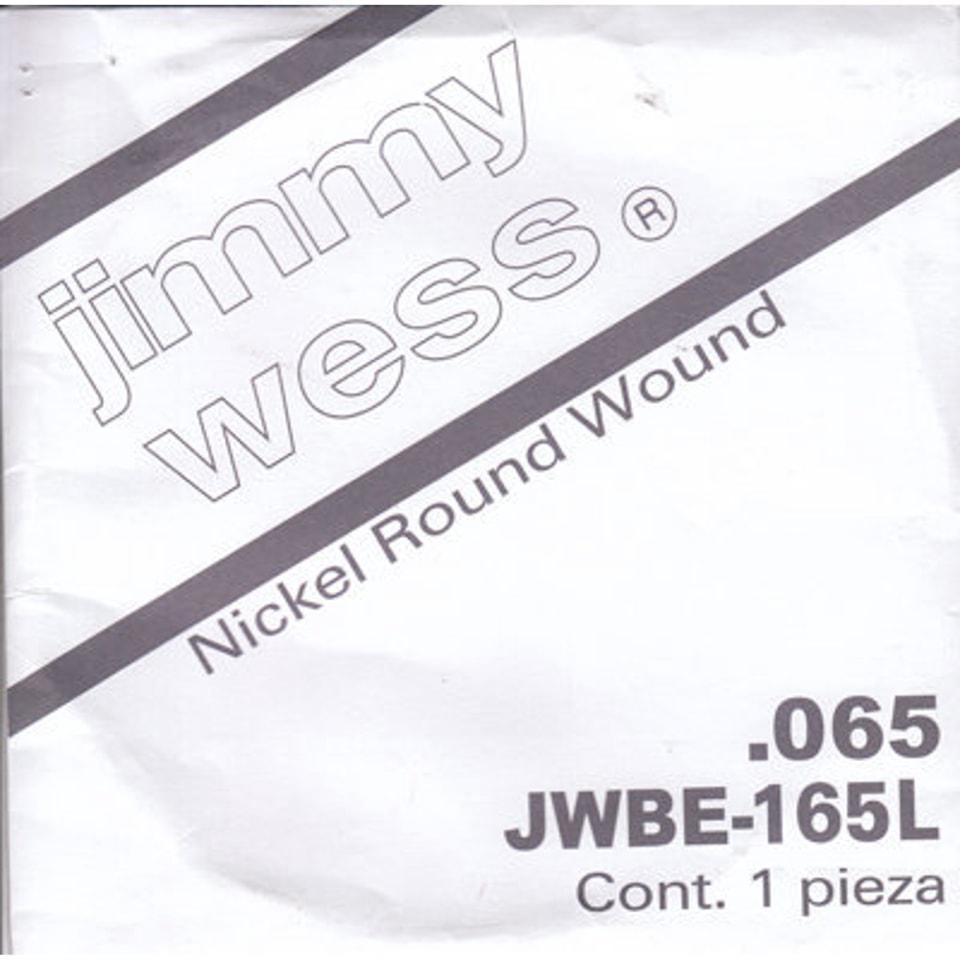 jimmy
wess ®
Nickel Round Wound
.065
JWBE-165L
Cont. 1 pieza